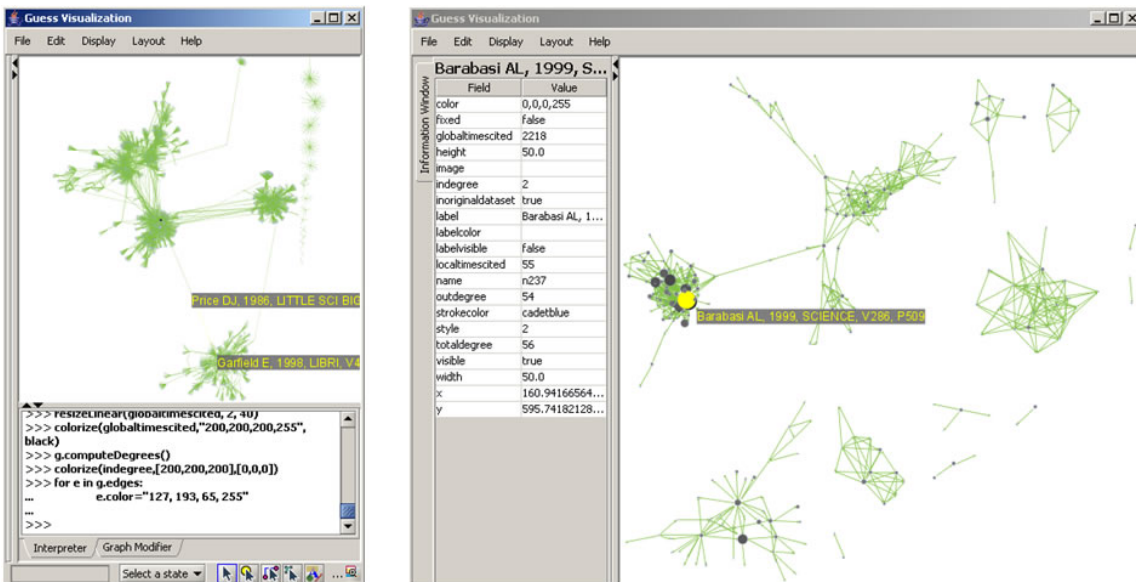 Guess Visualization
File Edit Display Layout Help
Price DJ, 1986, LITTLE SCI BIG
Garfield E, 1998, LIBRI, V4
>>> resizeLinear(globaltimescited, 2, 40)
>>> colorize(globaltimescited,"200,200,200,255",
black)
>>> g.computeDegrees()
>>> colorize(indegree,[200,200,200],[0,0,0])
>>> for e in g.edges:
... e.color="127, 193, 65, 255"
...
>>>
Interpreter Graph Modifier
Select a state ...
Guess Visualization
File Edit Display Layout Help
Information Window
Barabasi AL, 1999, S...
Field Value
color 0,0,0,255
fixed false
globaltimescited 2218
height 50.0
image
indegree 2
inoriginaldataset true
label Barabasi AL, 1...
labelcolor
labelvisible false
localtimescited 55
name n237
outdegree 54
strokecolor cadetblue
style 2
totaldegree 56
visible true
width 50.0
x 160.94166564...
y 595.74182128...
Barabasi AL, 1999, SCIENCE, V286, P509